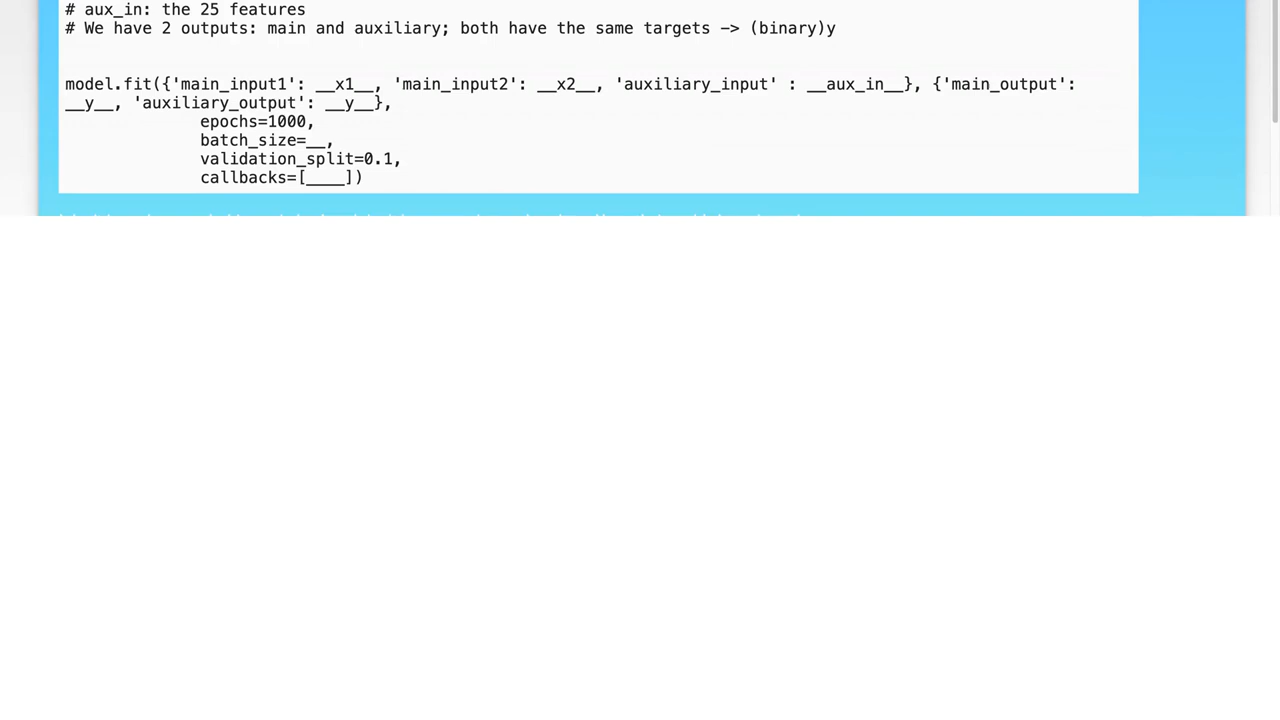 # aux_in: the 25 features
# We have 2 outputs: main and auxiliary; both have the same targets -> (binary)y
model.fit({'main_input1': __x1__, 'main_input2': __x2__, 'auxiliary_input' : __aux_in__}, {'main_output':
__y__, 'auxiliary_output': __y__},
epochs=1000,
batch_size=__,
validation_split=0.1,
callbacks=[____])